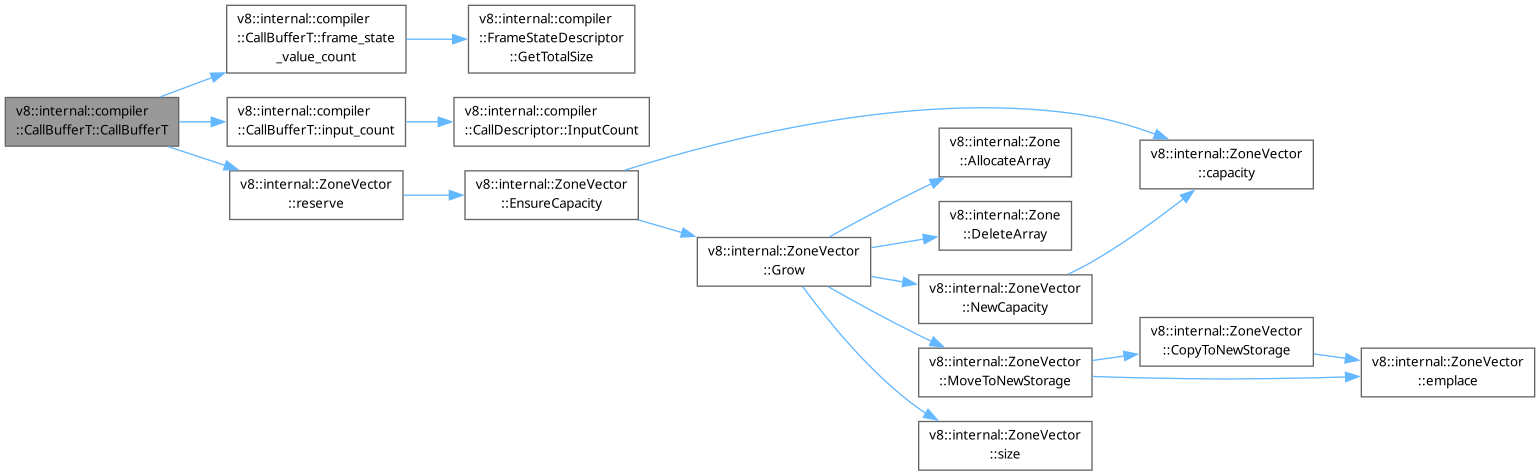 v8::internal::compiler
::CallBufferT::CallBufferT
v8::internal::compiler
::CallBufferT::frame_state
_value_count
v8::internal::compiler
::FrameStateDescriptor
::GetTotalSize
v8::internal::compiler
::CallBufferT::input_count
v8::internal::compiler
::CallDescriptor::InputCount
v8::internal::ZoneVector
::reserve
v8::internal::ZoneVector
::EnsureCapacity
v8::internal::ZoneVector
::Grow
v8::internal::Zone
::AllocateArray
v8::internal::Zone
::DeleteArray
v8::internal::ZoneVector
::NewCapacity
v8::internal::ZoneVector
::capacity
v8::internal::ZoneVector
::MoveToNewStorage
v8::internal::ZoneVector
::CopyToNewStorage
v8::internal::ZoneVector
::emplace
v8::internal::ZoneVector
::size